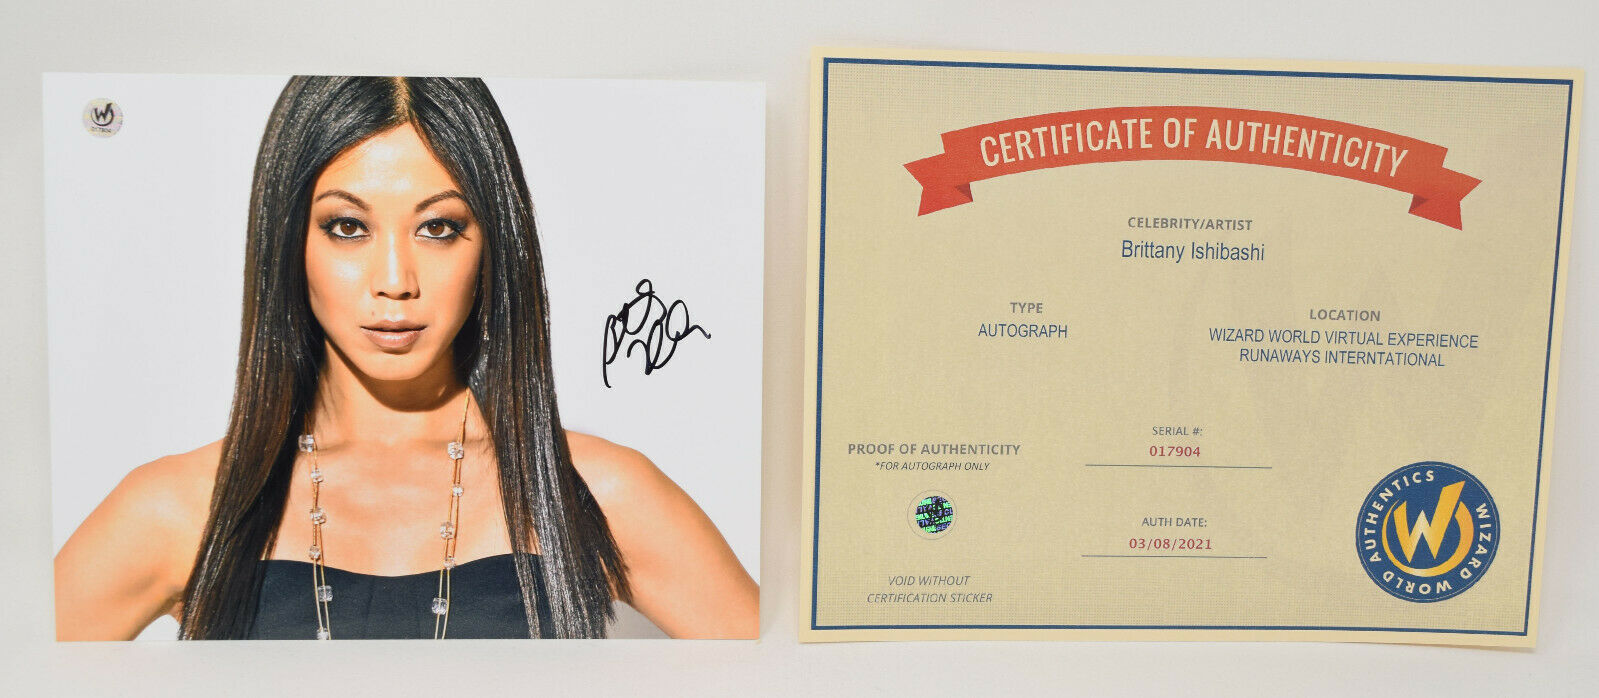 W
017904
CERTIFICATE OF AUTHENTICITY
CELEBRITY/ARTIST
Brittany Ishibashi
TYPE
AUTOGRAPH
LOCATION
WIZARD WORLD VIRTUAL EXPERIENCE
RUNAWAYS INTERNTATIONAL
PROOF OF AUTHENTICITY
*FOR AUTOGRAPH ONLY
SERIAL #:
017904
AUTH DATE:
03/08/2021
VOID WITHOUT
CERTIFICATION STICKER
W
WIZARD WORLD AUTHENTICS